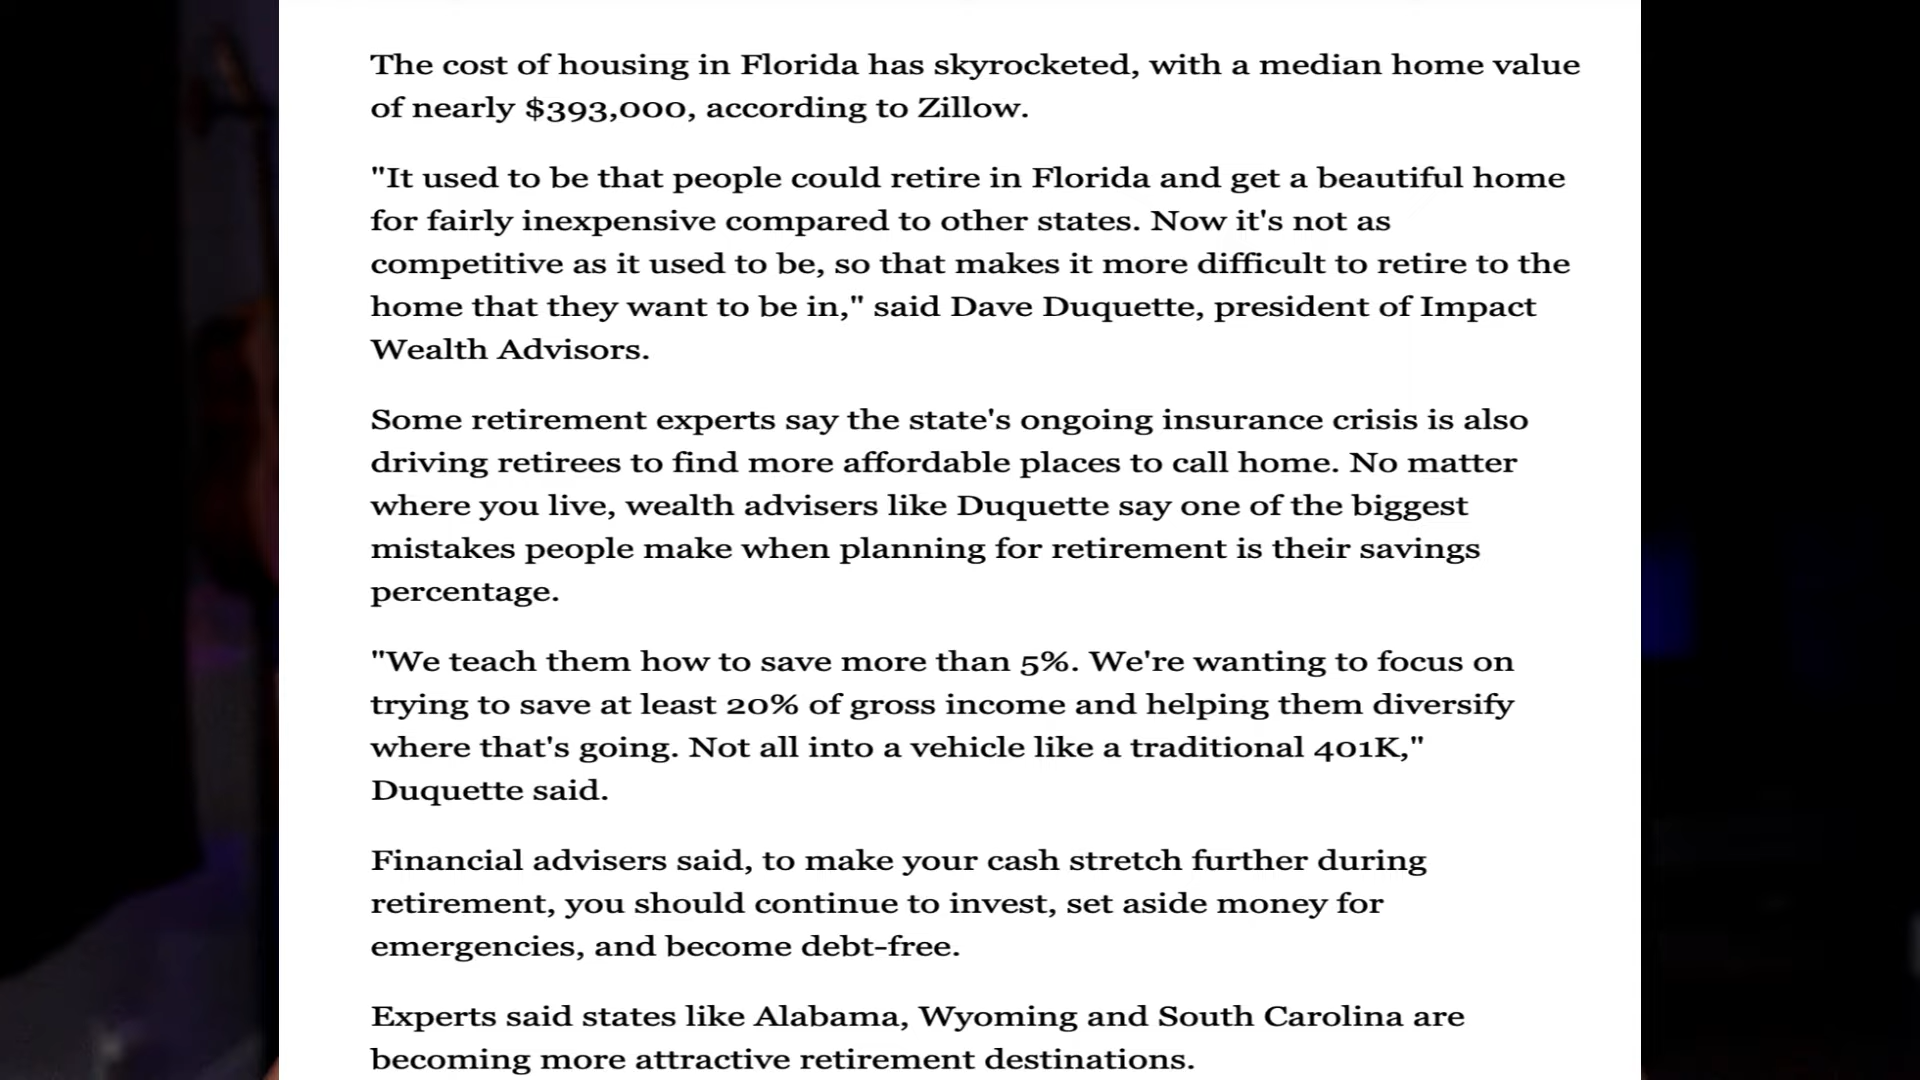 The cost of housing in Florida has skyrocketed, with a median home value
of nearly $393,000, according to Zillow.
"It used to be that people could retire in Florida and get a beautiful home
for fairly inexpensive compared to other states. Now it's not as
competitive as it used to be, so that makes it more difficult to retire to the
home that they want to be in," said Dave Duquette, president of Impact
Wealth Advisors.
Some retirement experts say the state's ongoing insurance crisis is also
driving retirees to find more affordable places to call home. No matter
where you live, wealth advisers like Duquette say one of the biggest
mistakes people make when planning for retirement is their savings
percentage.
"We teach them how to save more than 5%. We're wanting to focus on
trying to save at least 20% of gross income and helping them diversify
where that's going. Not all into a vehicle like a traditional 401K,"
Duquette said.
Financial advisers said, to make your cash stretch further during
retirement, you should continue to invest, set aside money for
emergencies, and become debt-free.
Experts said states like Alabama, Wyoming and South Carolina are
becoming more attractive retirement destinations.